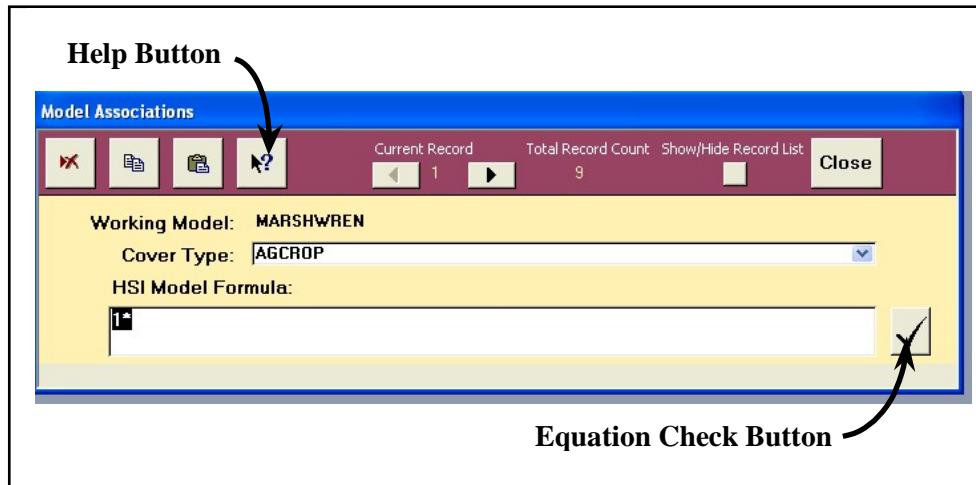 Help Button
Model Associations
Current Record Total Record Count Show/Hide Record List
? 1 9 Close
Working Model: MARSHWREN
Cover Type: AGCROP
HSI Model Formula:
1*
Equation Check Button